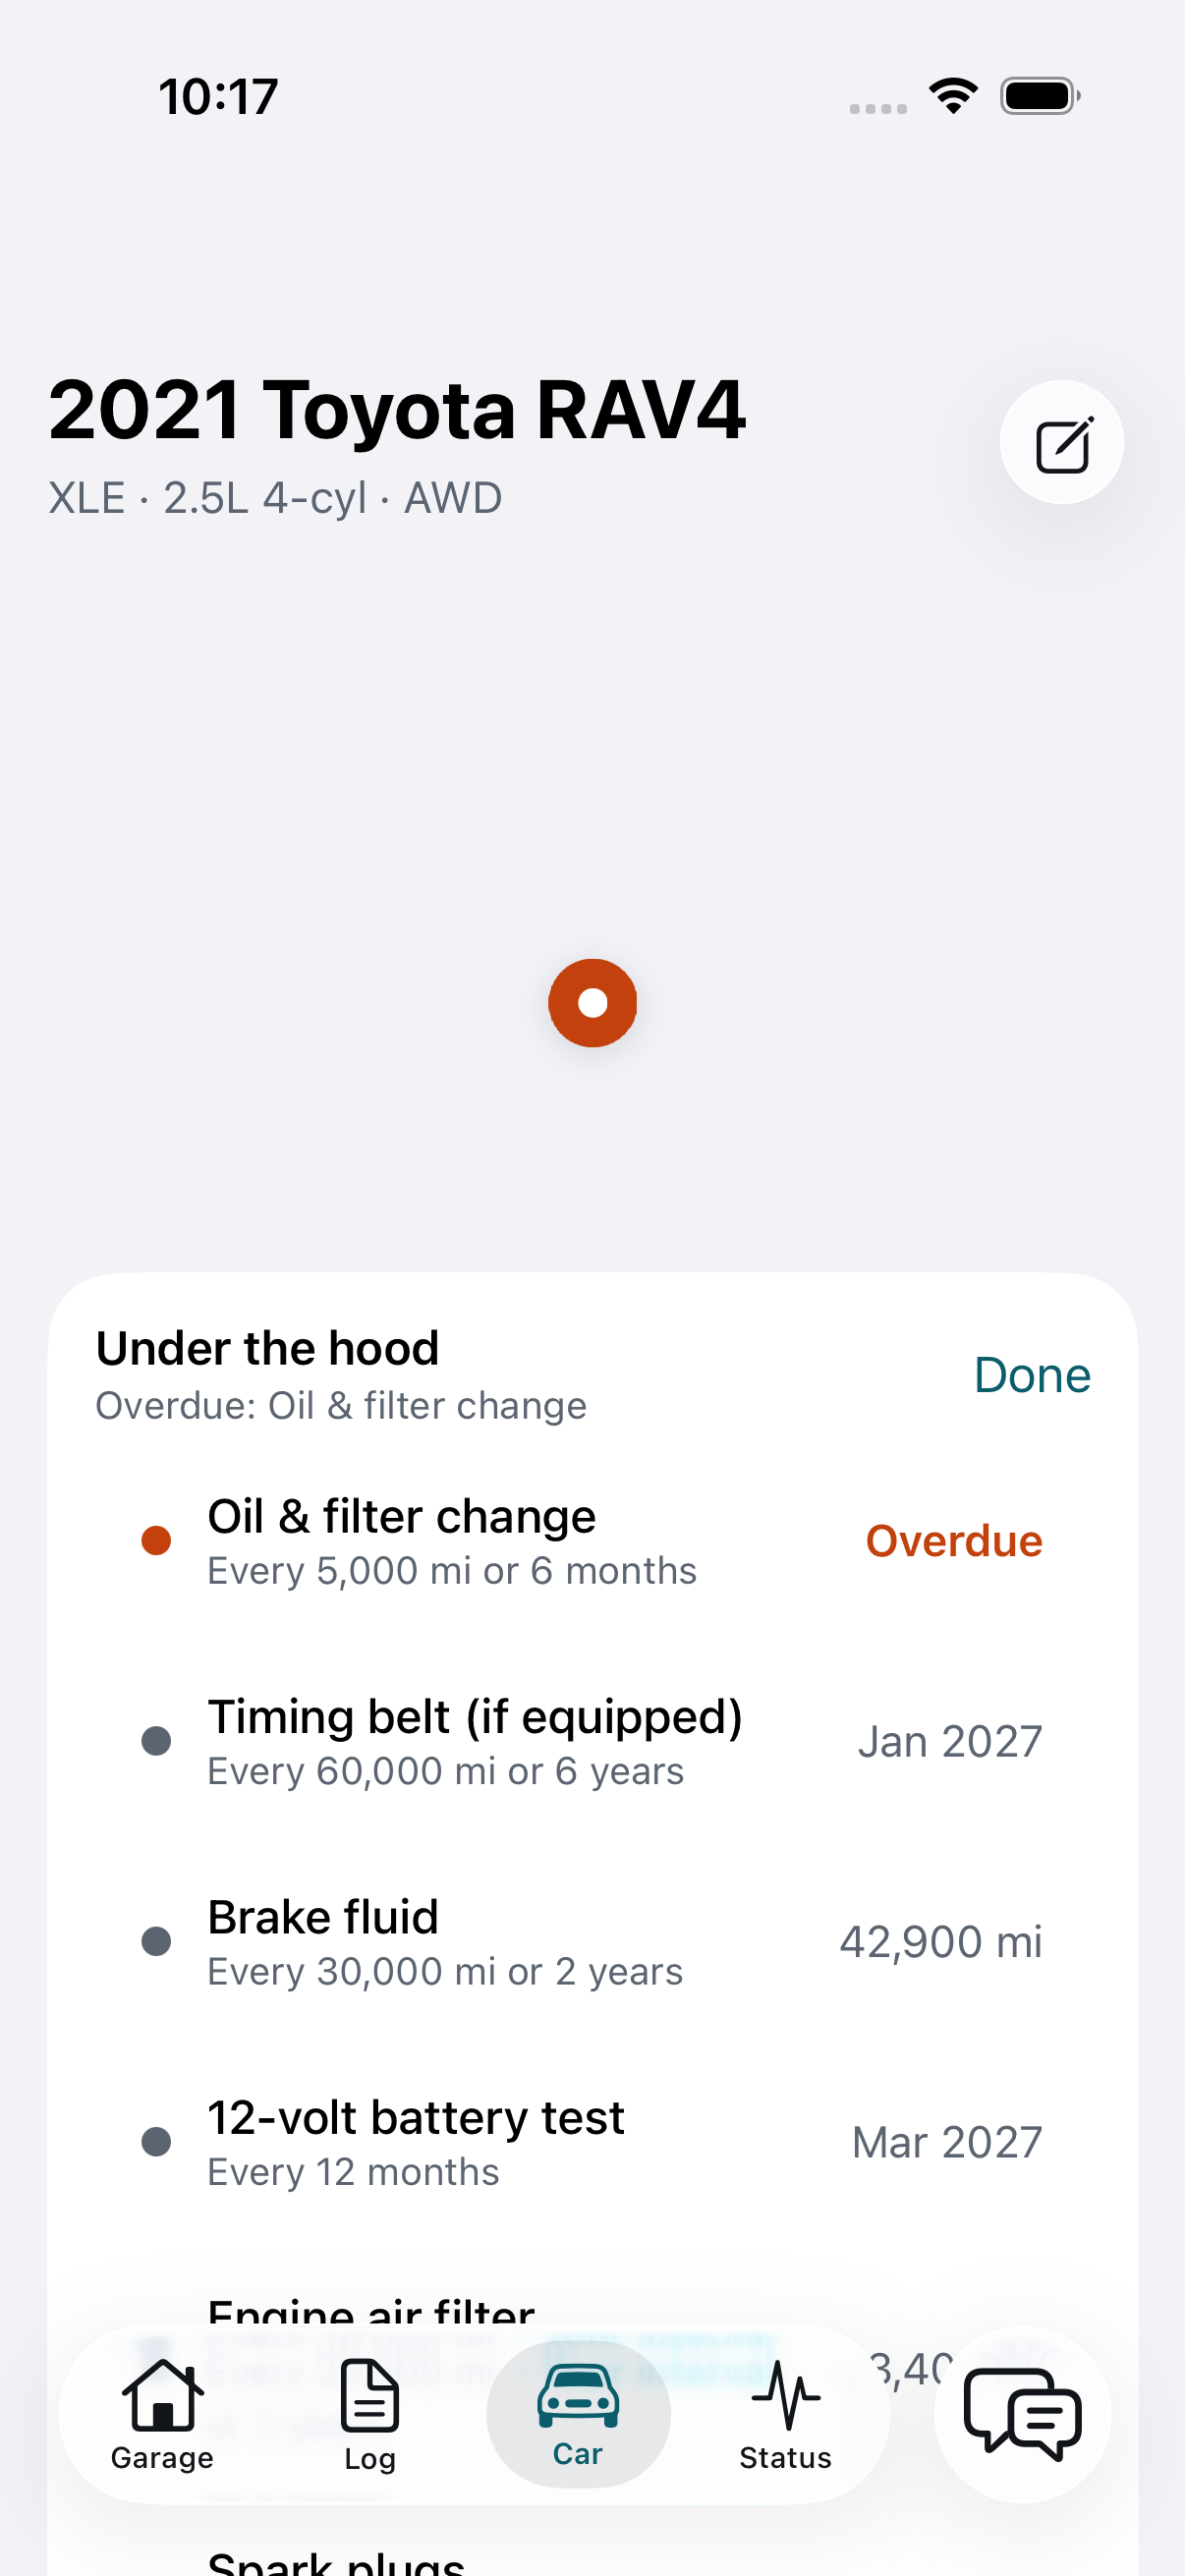 10:17
2021 Toyota RAV4
XLE · 2.5L 4-cyl · AWD
Under the hood
Done
Overdue: Oil & filter change
Oil & filter change
Overdue
Every 5,000 mi or 6 months
Timing belt (if equipped)
Jan 2027
Every 60,000 mi or 6 years
Brake fluid
42,900 mi
Every 30,000 mi or 2 years
12-volt battery test
Mar 2027
Every 12 months
Engine air filter
Garage
Log
Car
Status
Spark plugs